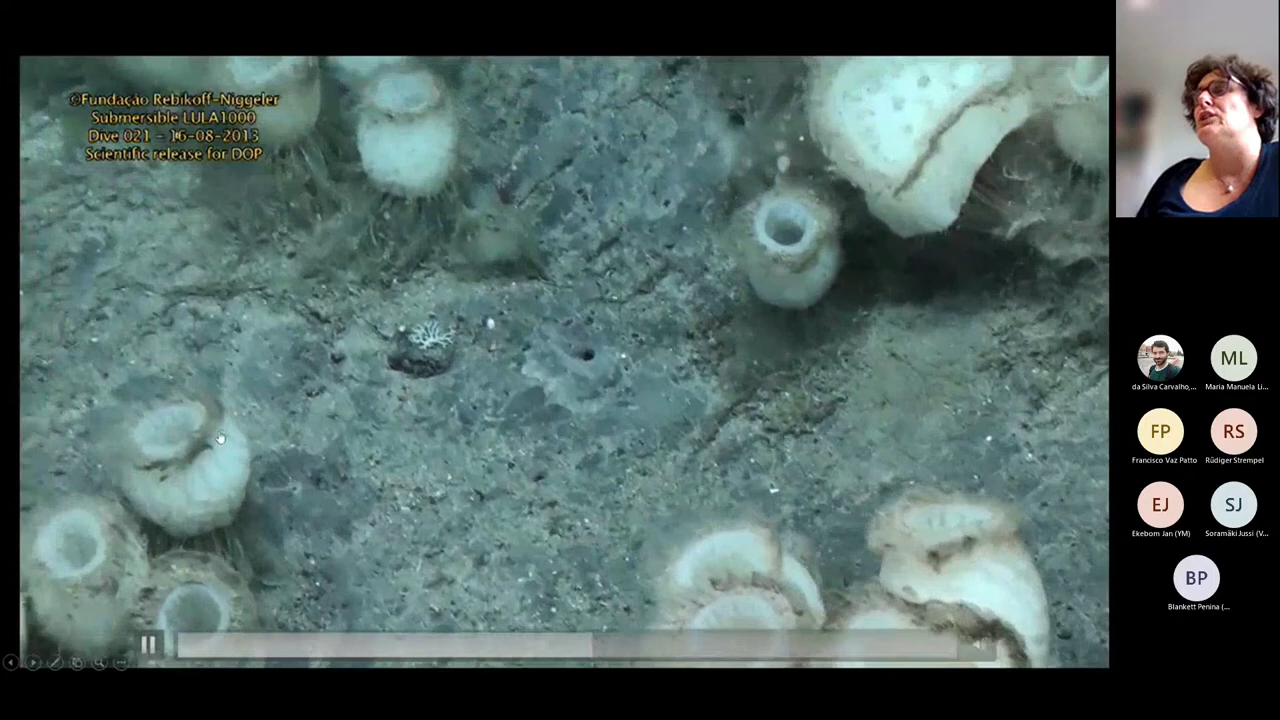 ©Fundação Rebikoff-Niggeler
Submersible LULA1000
Dive 021 - 16-08-2013
Scientific release for DOP
da Silva Carvalho,...
ML
Maria Manuela Li...
FP
Francisco Vaz Patto
RS
Rüdiger Strempel
EJ
Ekebom Jan (YM)
SJ
Soramäki Jussi (V...
BP
Blankett Penina (...